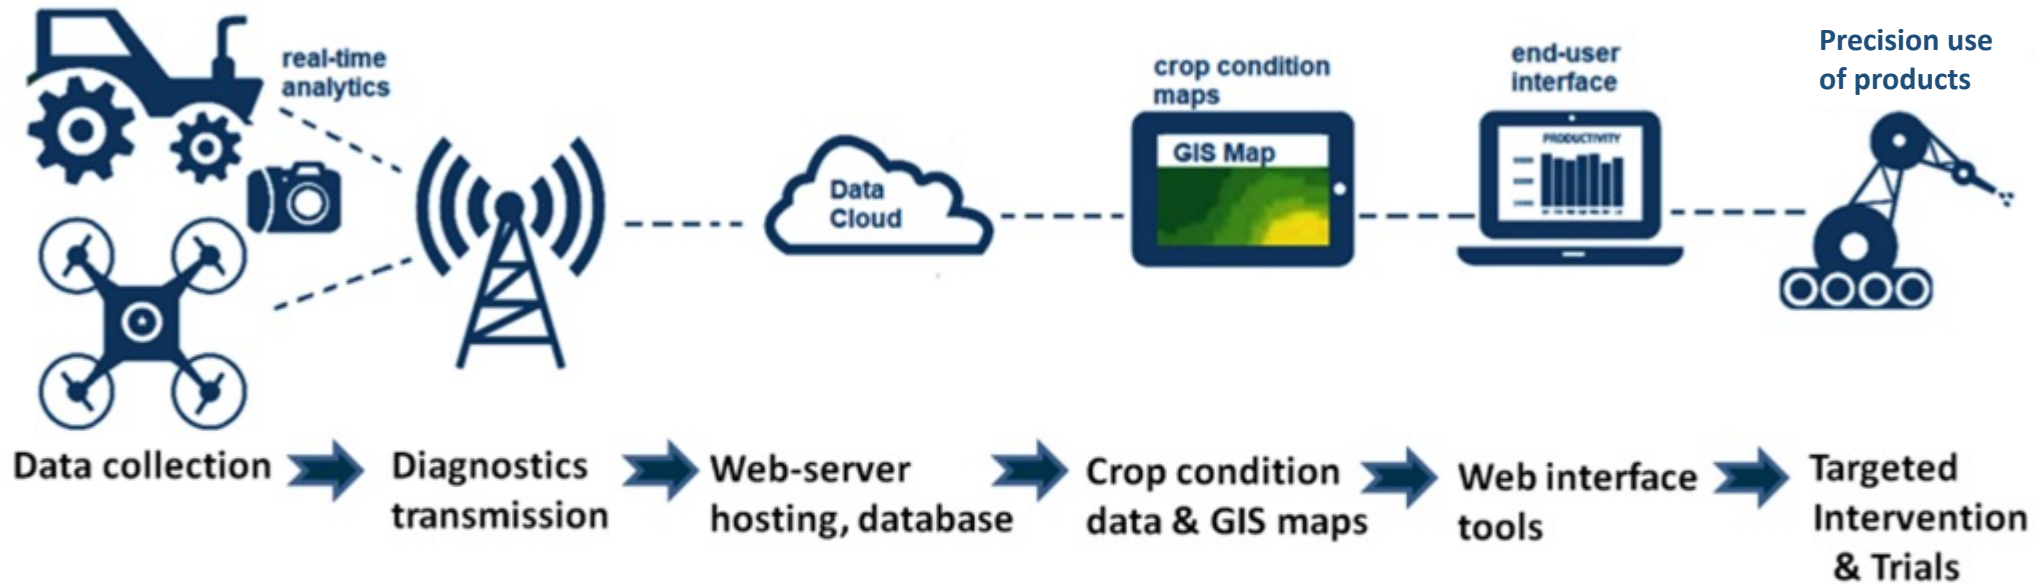 real-time
analytics
crop condition
maps
end-user
interface
Precision use
of products
GIS Map
PRODUCTIVITY
Data
Cloud
Data collection
Diagnostics
transmission
Web-server
hosting, database
Crop condition
data & GIS maps
Web interface
tools
Targeted
Intervention
& Trials